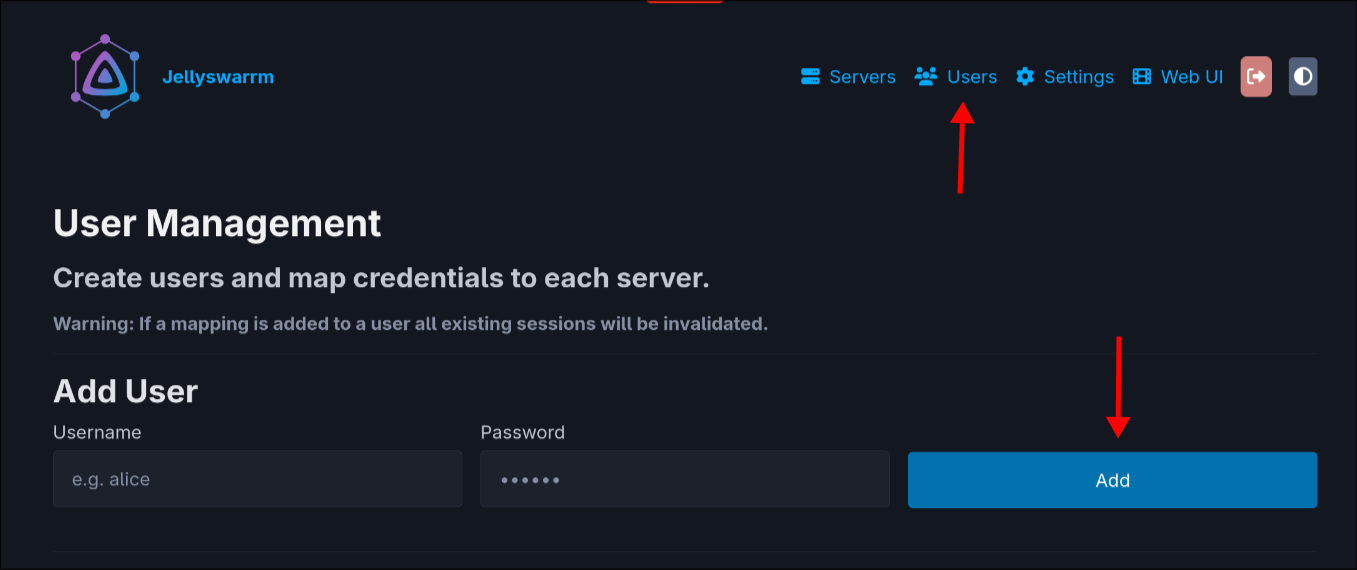 Jellyswarrm
Servers Users Settings Web UI
User Management
Create users and map credentials to each server.
Warning: If a mapping is added to a user all existing sessions will be invalidated.
Add User
Username Password
e.g. alice •••••• Add